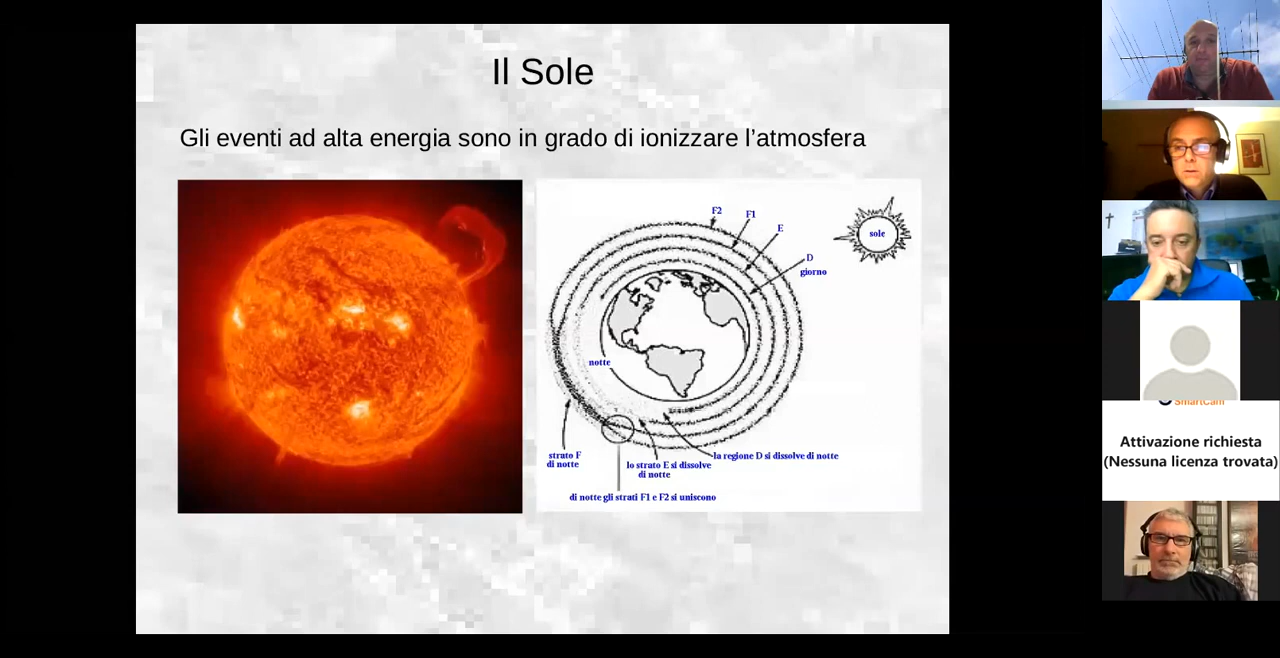 Il Sole
Gli eventi ad alta energia sono in grado di ionizzare l'atmosfera
F2
F1
E
D
giorno
sole
notte
strato F
di notte
lo strato E si dissolve
di notte
la regione D si dissolve di notte
di notte gli strati F1 e F2 si uniscono
SmartCam
Attivazione richiesta
(Nessuna licenza trovata)